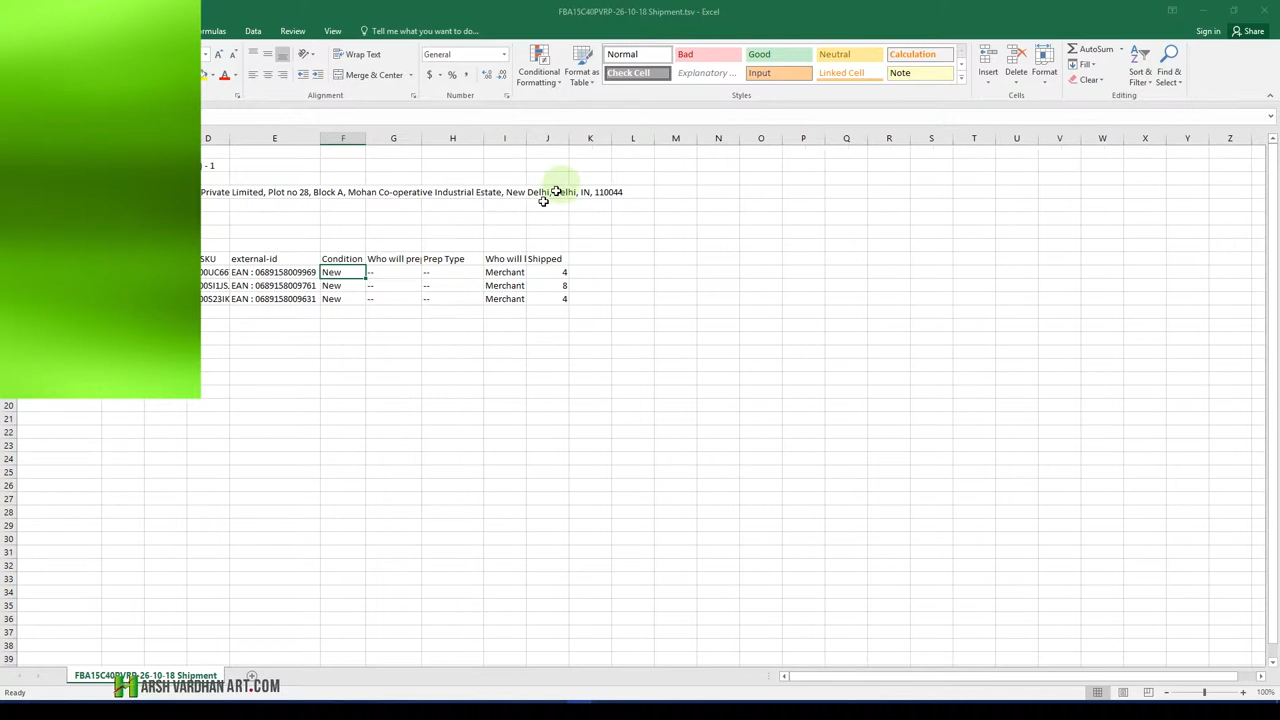 FBA15C40PVRP-26-10-18 Shipment.tsv - Excel
ormulas Data Review View Tell me what you want to do... Sign in Share
Wrap Text General Normal Bad Good Neutral Calculation AutoSum
Merge & Center $ % , Conditional Formatting Format as Table Check Cell Explanatory ... Input Linked Cell Note Insert Delete Format Fill Clear Sort & Filter Find & Select
Alignment Number Styles Cells Editing
D E F G H I J K L M N O P Q R S T U V W X Y Z
) - 1
Private Limited, Plot no 28, Block A, Mohan Co-operative Industrial Estate, New Delhi, Delhi, IN, 110044
SKU external-id Condition Who will pre Prep Type Who will l Shipped
00UC66 EAN : 0689158009969 New -- -- Merchant 4
00SI1JS. EAN : 0689158009761 New -- -- Merchant 8
00S23IK EAN : 0689158009631 New -- -- Merchant 4
20
21
22
23
24
25
26
27
28
29
30
31
32
33
34
35
36
37
38
39
FBA15C40PVRP-26-10-18 Shipment
HARSH VARDHAN ART.COM
Ready 100%